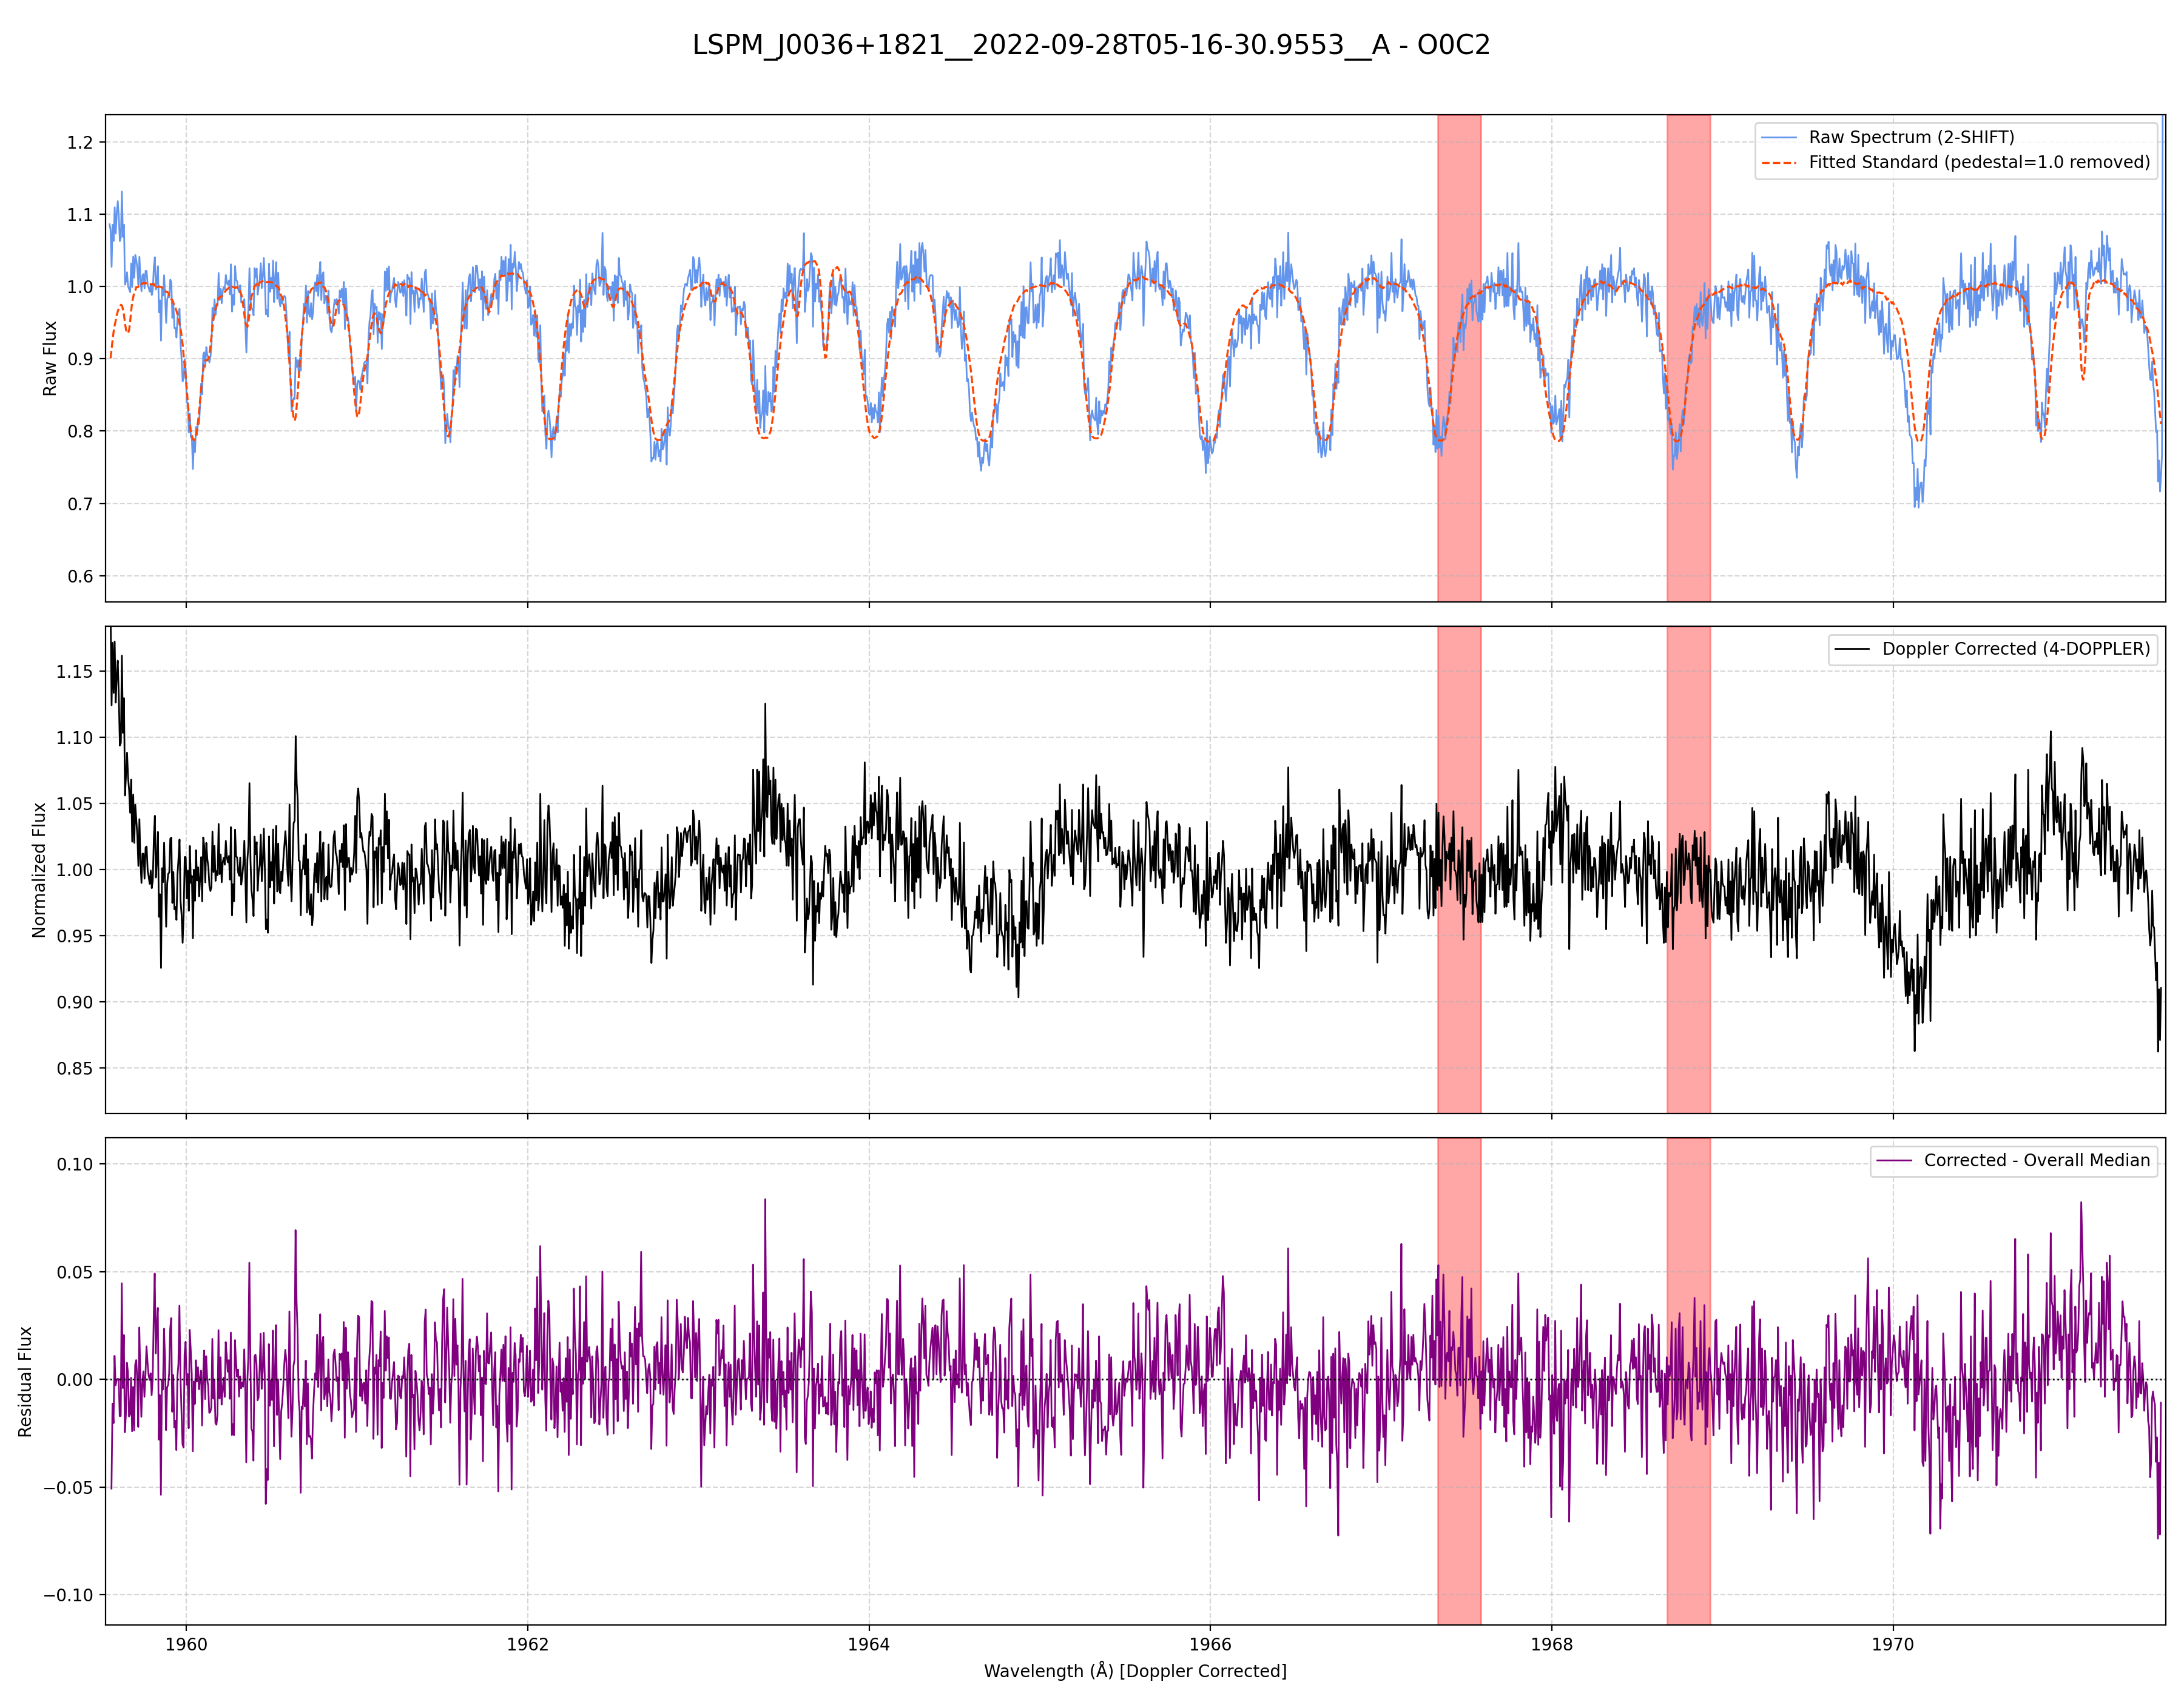 LSPM_J0036+1821__2022-09-28T05-16-30.9553__A - O0C2
1.2
1.1
1.0
0.9
0.8
0.7
0.6
Raw Flux
Raw Spectrum (2-SHIFT)
Fitted Standard (pedestal=1.0 removed)
1.15
1.10
1.05
1.00
0.95
0.90
0.85
Normalized Flux
Doppler Corrected (4-DOPPLER)
0.10
0.05
0.00
−0.05
−0.10
Residual Flux
Corrected - Overall Median
1960 1962 1964 1966 1968 1970
Wavelength (Å) [Doppler Corrected]